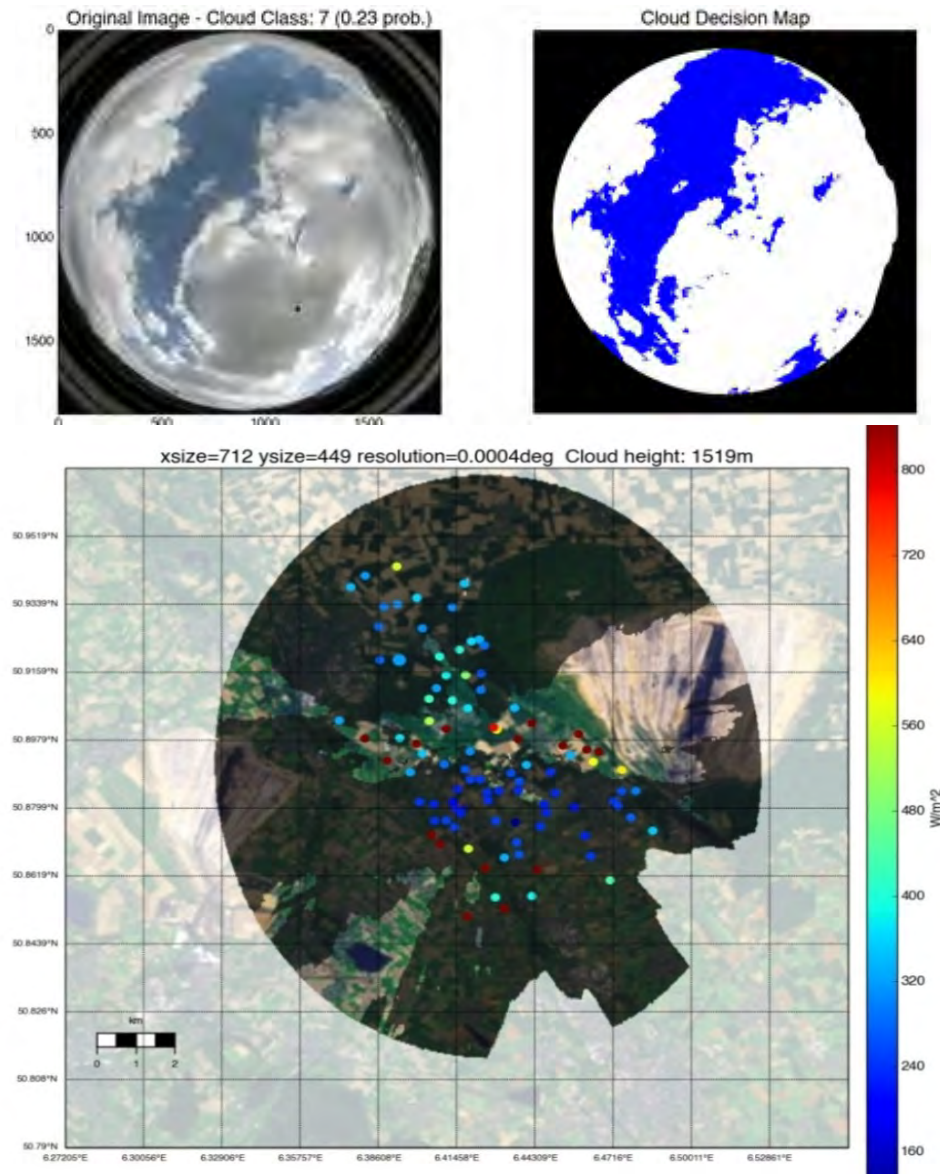 Original Image - Cloud Class: 7 (0.23 prob.)
Cloud Decision Map
0
500
1000
1500
0 500 1000 1500
xsize=712 ysize=449 resolution=0.0004deg Cloud height: 1519m
50.9519°N
50.9339°N
50.9159°N
50.8979°N
50.8799°N
50.8619°N
50.8439°N
50.826°N
50.808°N
50.79°N
6.27205°E 6.30056°E 6.32906°E 6.35757°E 6.38608°E 6.41458°E 6.44309°E 6.4716°E 6.50011°E 6.52861°E
km
0 1 2
800
720
640
560
480
400
320
240
160
W/m^2